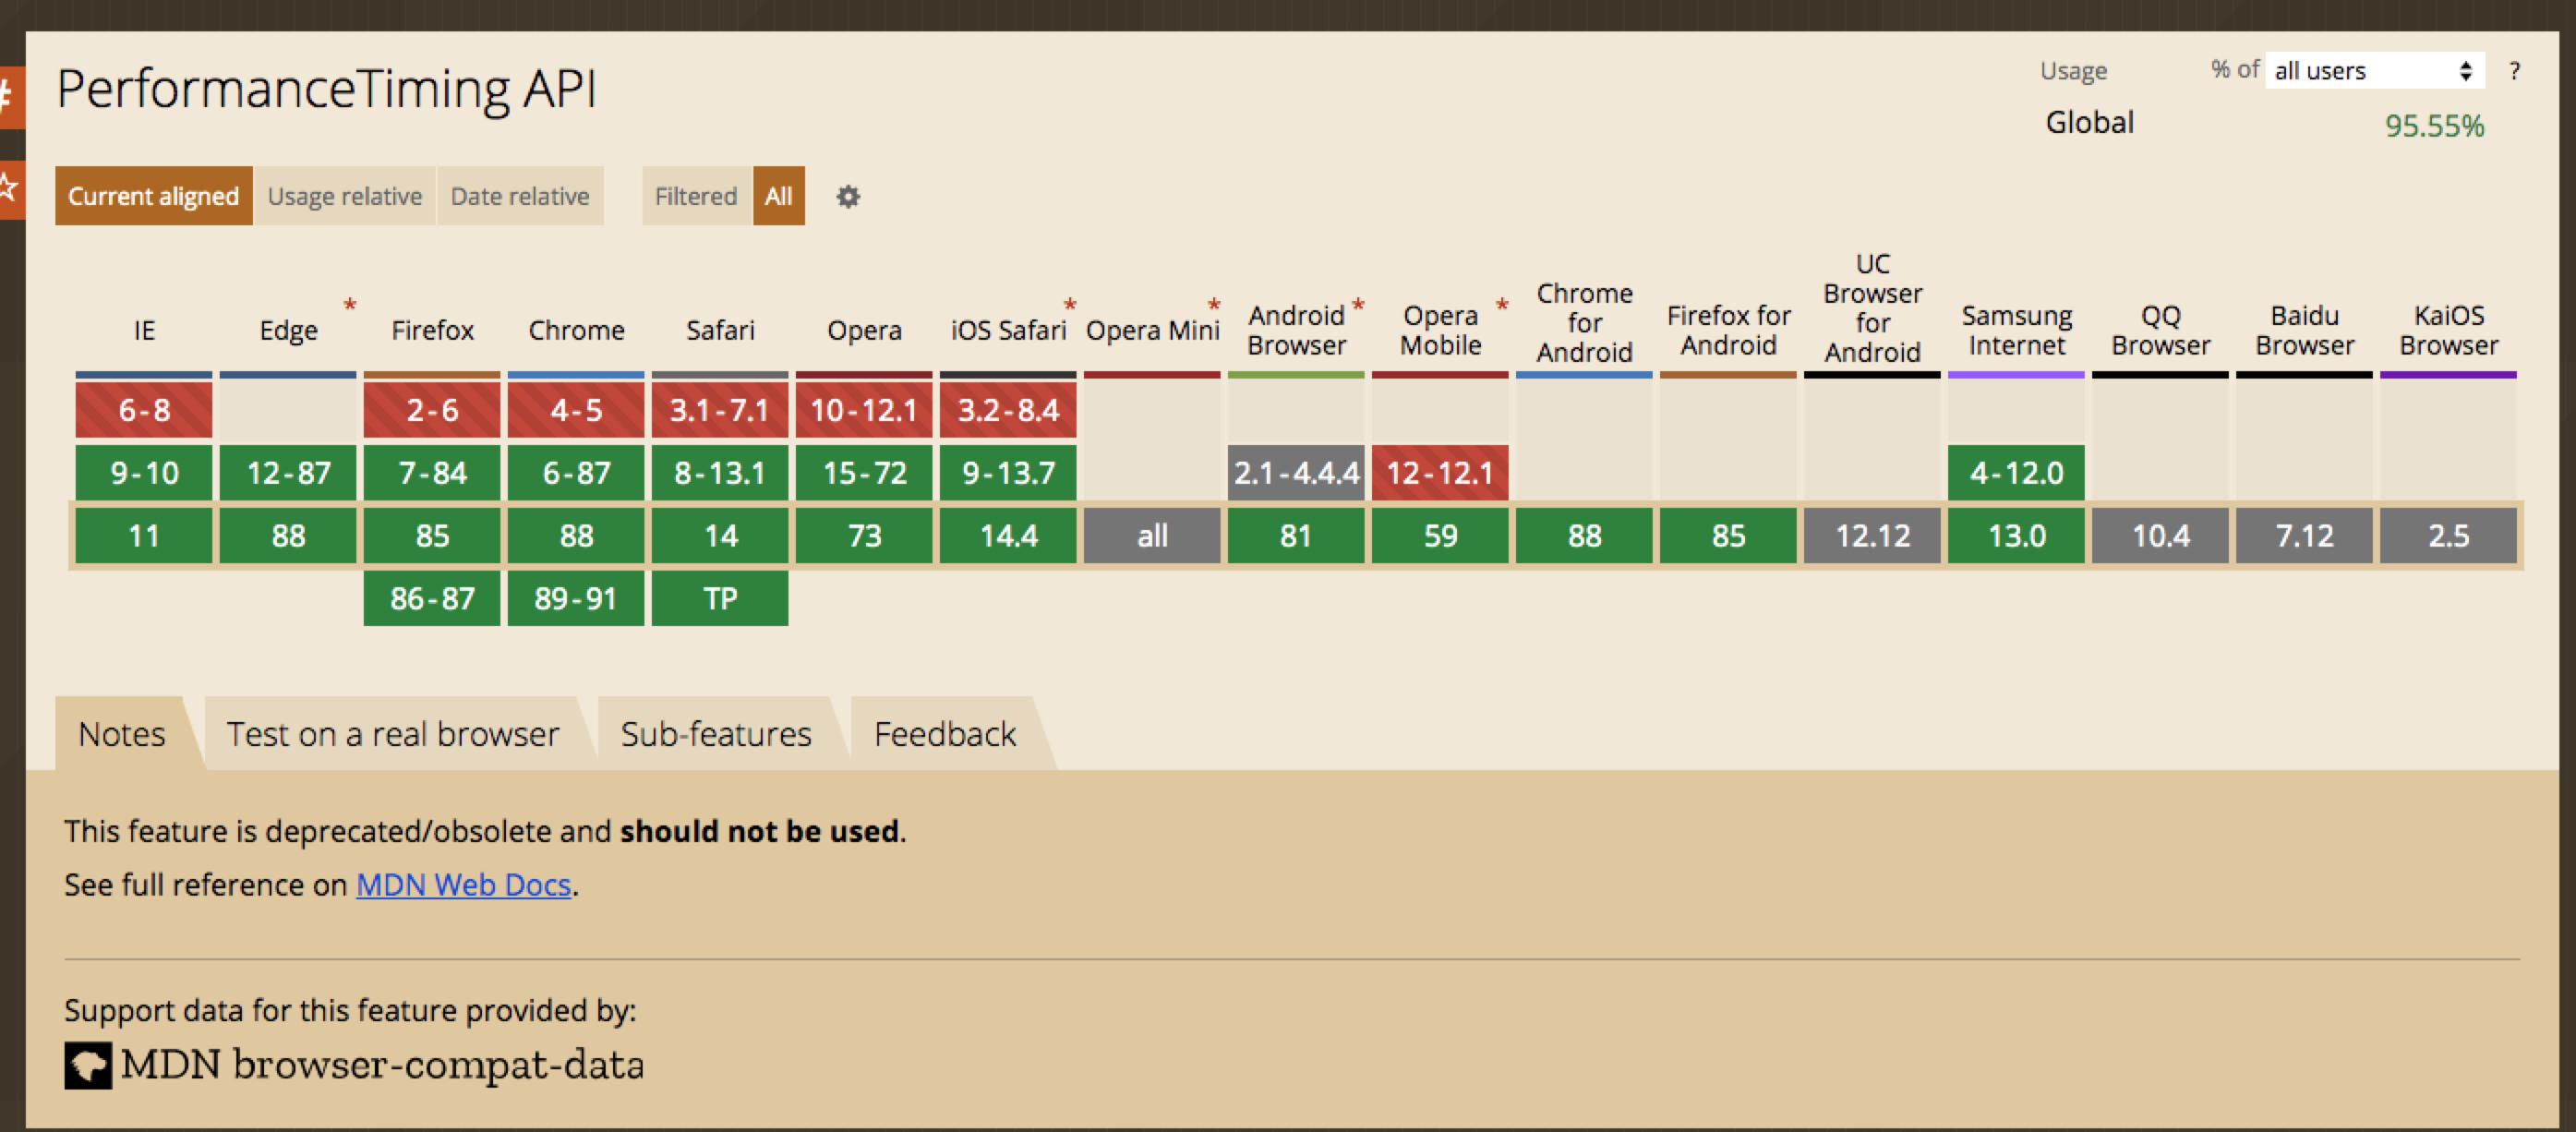 #
PerformanceTiming API
Usage % of all users ?
Global 95.55%
☆
Current aligned Usage relative Date relative Filtered All
IE Edge * Firefox Chrome Safari Opera iOS Safari * Opera Mini * Android Browser * Opera Mobile * Chrome for Android Firefox for Android UC Browser for Android Samsung Internet QQ Browser Baidu Browser KaiOS Browser
6-8 2-6 4-5 3.1-7.1 10-12.1 3.2-8.4
9-10 12-87 7-84 6-87 8-13.1 15-72 9-13.7 2.1-4.4.4 12-12.1 4-12.0
11 88 85 88 14 73 14.4 all 81 59 88 85 12.12 13.0 10.4 7.12 2.5
86-87 89-91 TP
Notes Test on a real browser Sub-features Feedback
This feature is deprecated/obsolete and should not be used.
See full reference on MDN Web Docs.
Support data for this feature provided by:
MDN browser-compat-data